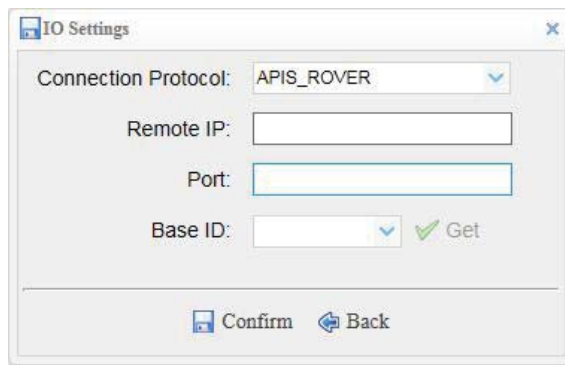 IO Settings
Connection Protocol: APIS_ROVER
Remote IP:
Port:
Base ID: Get
Confirm Back